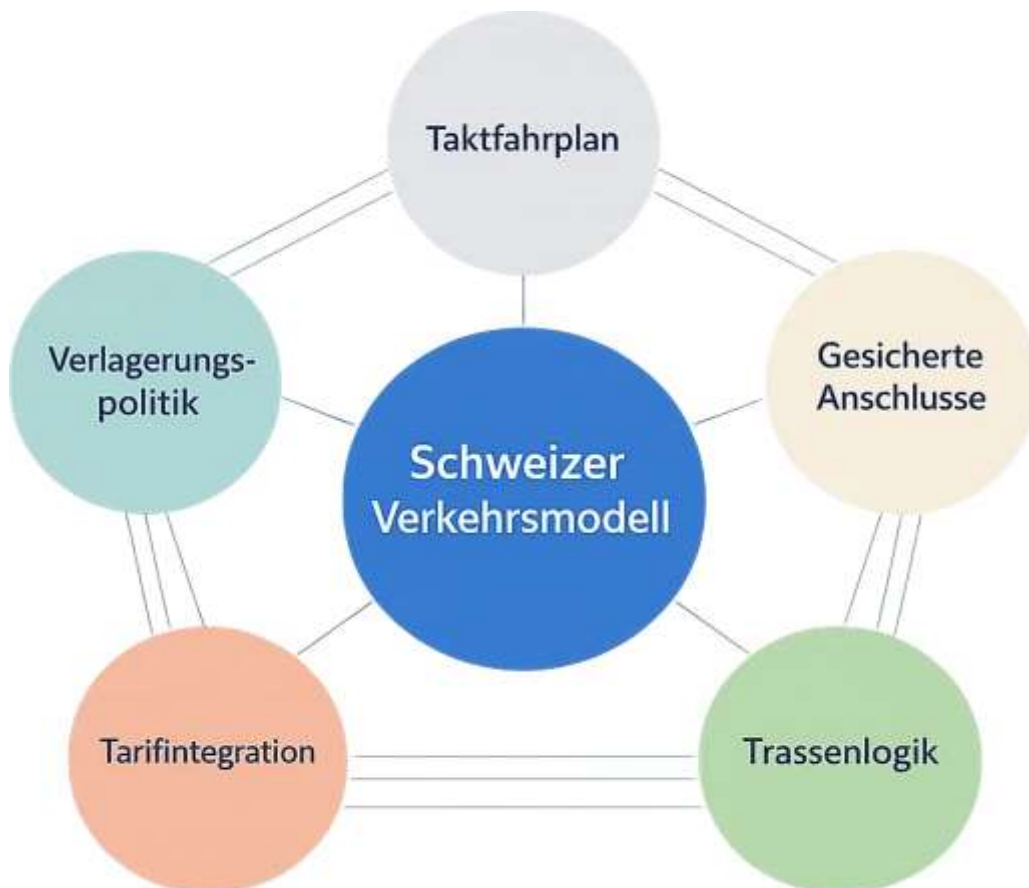 Taktfahrplan
Verlagerungs-
politik
Gesicherte
Anschlusse
Schweizer
Verkehrsmodell
Tarifintegration
Trassenlogik